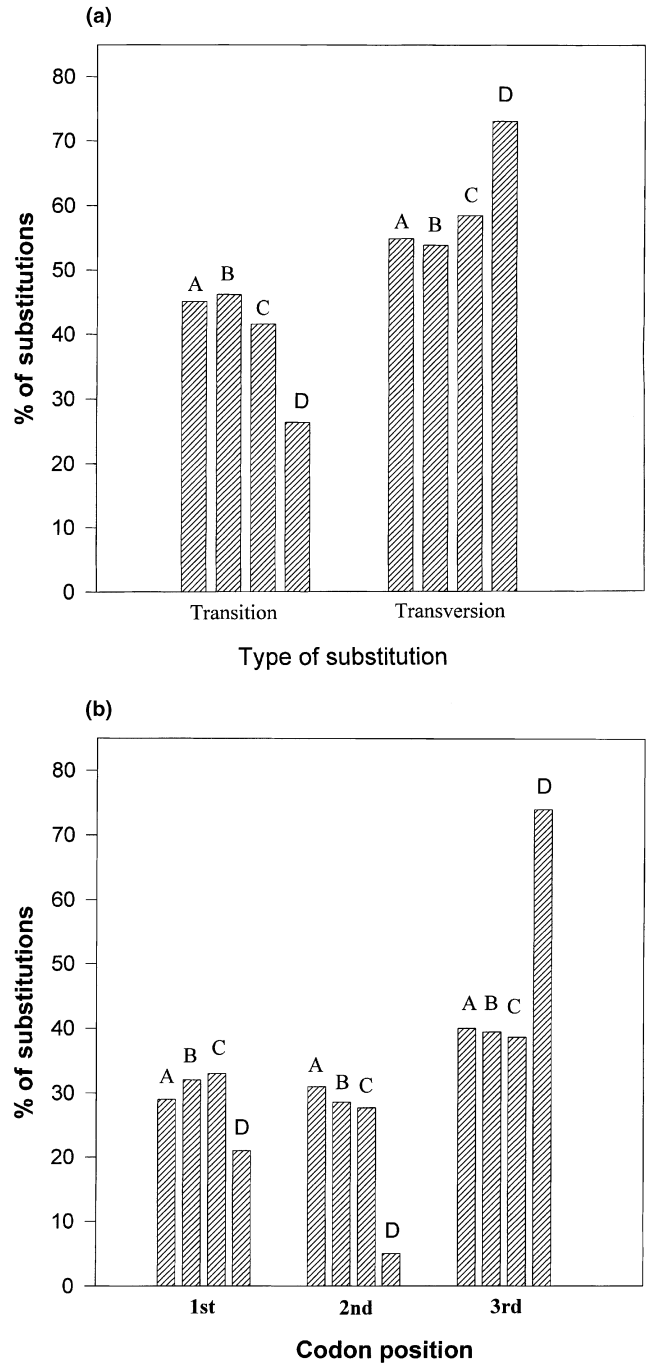 (a)
80
70
60
50
40
30
20
10
0
% of substitutions
A
B
C
D
A
B
C
D
Transition
Transversion
Type of substitution
(b)
80
70
60
50
40
30
20
10
0
% of substitutions
A
B
C
D
A
B
C
D
A
B
C
D
1st
2nd
3rd
Codon position